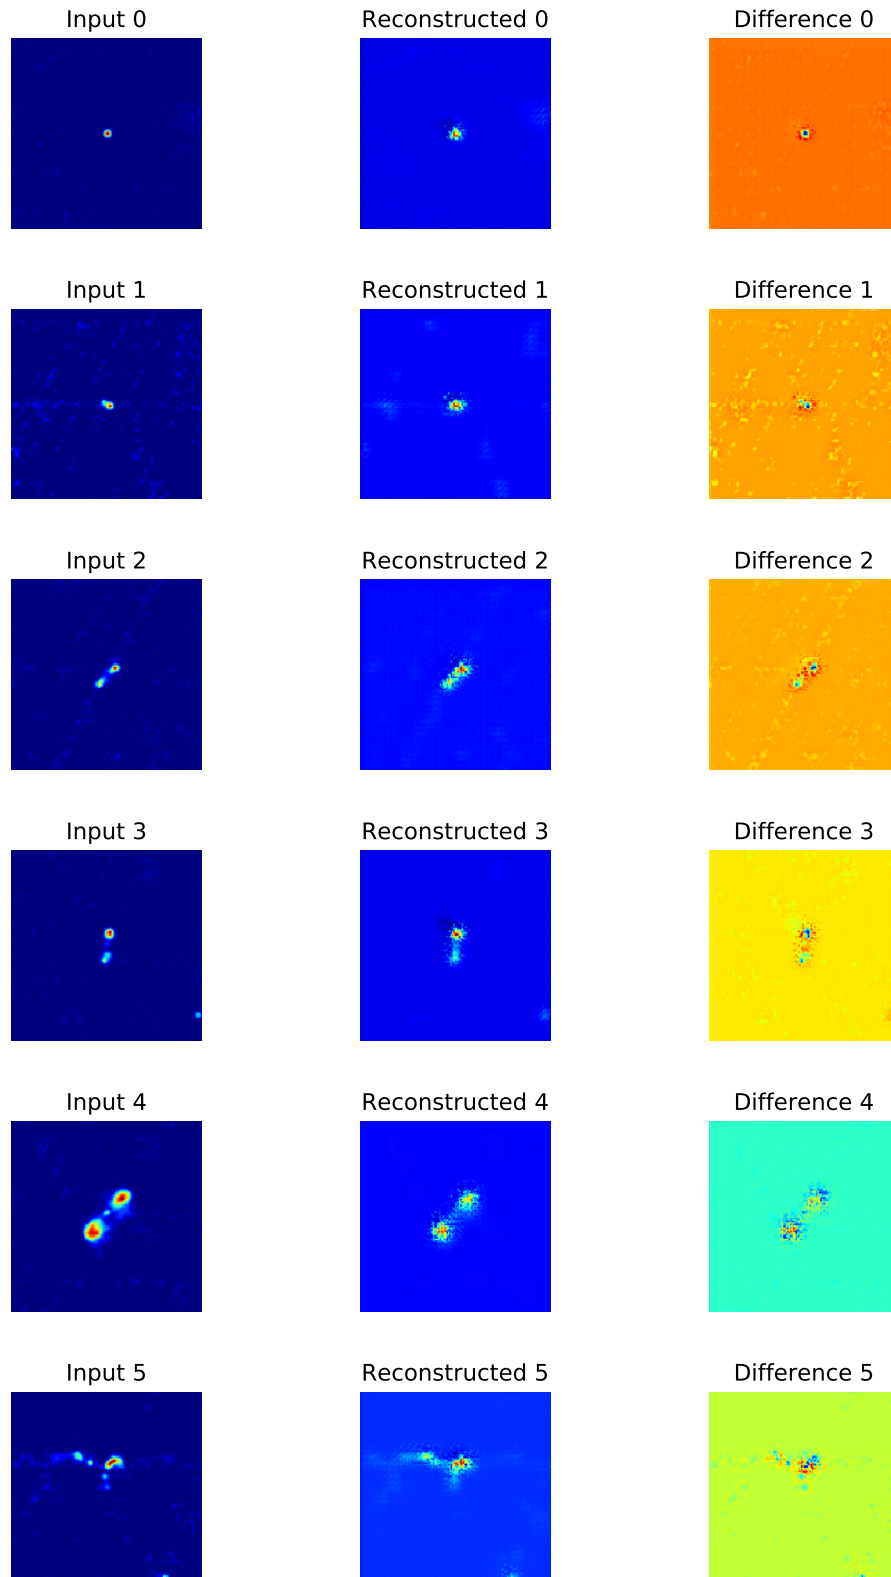 Input 0 Reconstructed 0 Difference 0
Input 1 Reconstructed 1 Difference 1
Input 2 Reconstructed 2 Difference 2
Input 3 Reconstructed 3 Difference 3
Input 4 Reconstructed 4 Difference 4
Input 5 Reconstructed 5 Difference 5